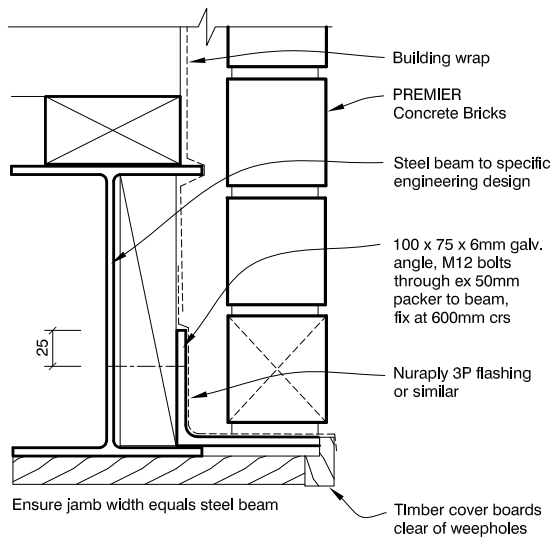 Building wrap
PREMIER
Concrete Bricks
Steel beam to specific
engineering design
100 x 75 x 6mm galv.
angle, M12 bolts
through ex 50mm
packer to beam,
fix at 600mm crs
25
Nuraply 3P flashing
or similar
Ensure jamb width equals steel beam
TImber cover boards
clear of weepholes